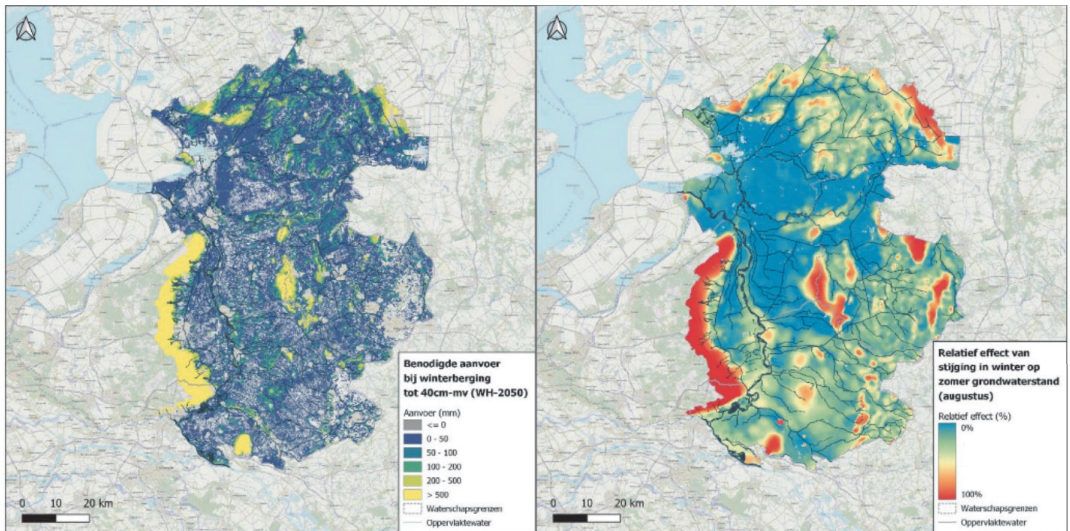 Benodigde aanvoer
bij winterberging
tot 40cm-mv (WH-2050)
Aanvoer (mm)
<= 0
0 - 50
50 - 100
100 - 200
200 - 500
> 500
Waterschapsgrenzen
Oppervlaktewater
0 10 20 km
Relatief effect van
stijging in winter op
zomer grondwaterstand
(augustus)
Relatief effect (%)
0%
100%
Waterschapsgrenzen
Oppervlaktewater
0 10 20 km